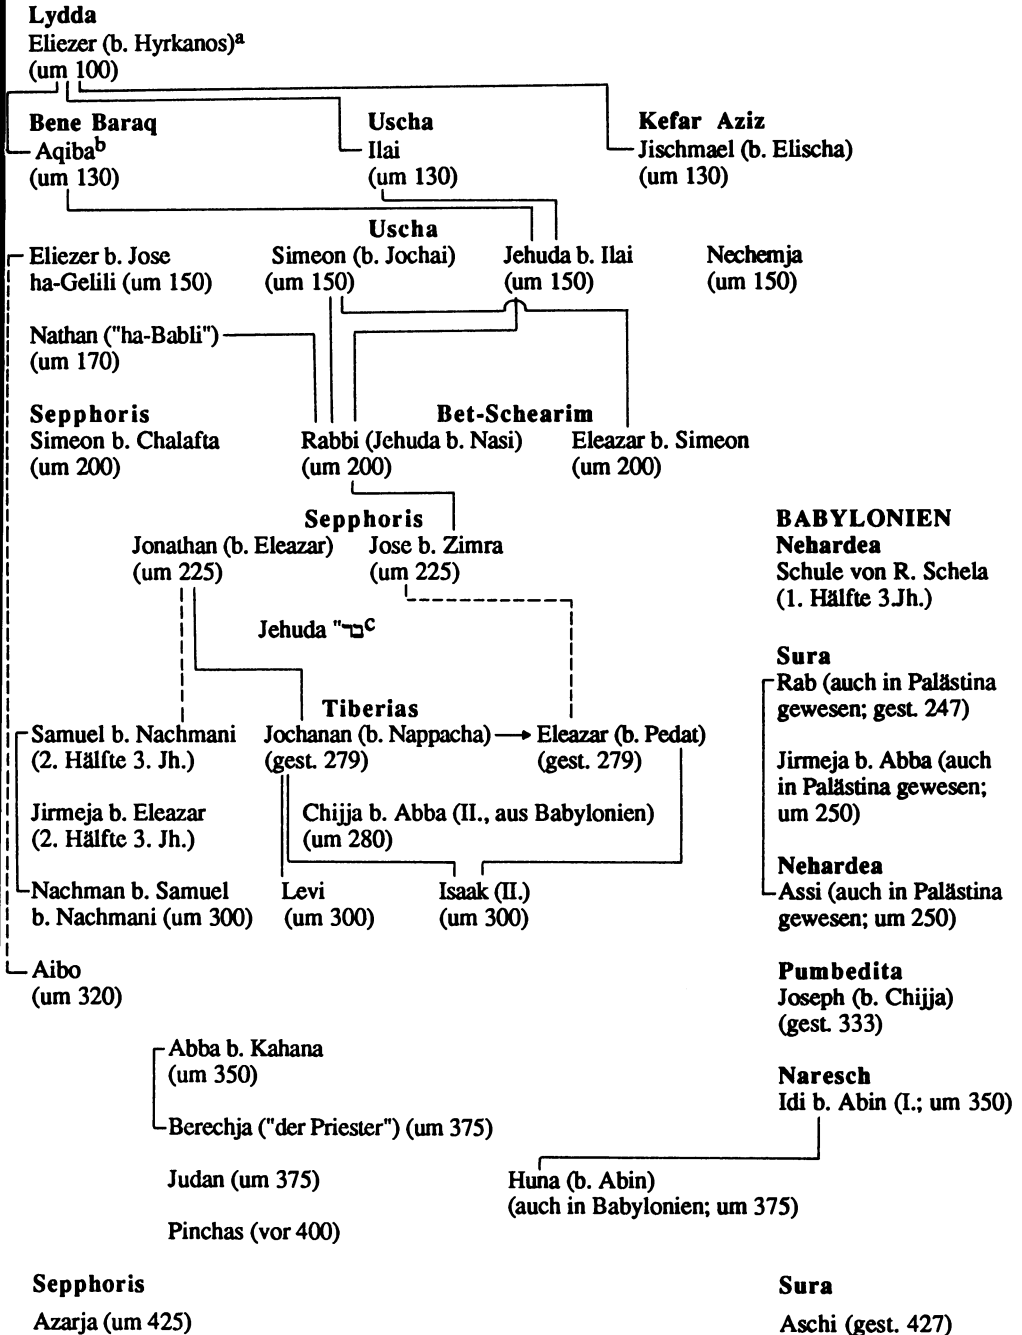 Lydda
Eliezer (b. Hyrkanos)a
(um 100)
Bene Baraq
Aqibab
(um 130)
Uscha
Ilai
(um 130)
Kefar Aziz
Jischmael (b. Elischa)
(um 130)
Uscha
Eliezer b. Jose
ha-Gelili (um 150)
Simeon (b. Jochai)
(um 150)
Jehuda b. Ilai
(um 150)
Nechemja
(um 150)
Nathan ("ha-Babli")
(um 170)
Sepphoris
Simeon b. Chalafta
(um 200)
Bet-Schearim
Rabbi (Jehuda b. Nasi)
(um 200)
Eleazar b. Simeon
(um 200)
Sepphoris
Jonathan (b. Eleazar)
(um 225)
Jose b. Zimra
(um 225)
Jehuda בר"c
Tiberias
Samuel b. Nachmani
(2. Hälfte 3. Jh.)
Jochanan (b. Nappacha)
(gest. 279)
Eleazar (b. Pedat)
(gest. 279)
Jirmeja b. Eleazar
(2. Hälfte 3. Jh.)
Chijja b. Abba (II., aus Babylonien)
(um 280)
Nachman b. Samuel
b. Nachmani (um 300)
Levi
(um 300)
Isaak (II.)
(um 300)
Aibo
(um 320)
Abba b. Kahana
(um 350)
Berechja ("der Priester") (um 375)
Judan (um 375)
Pinchas (vor 400)
Huna (b. Abin)
(auch in Babylonien; um 375)
Sepphoris
Azarja (um 425)
BABYLONIEN
Nehardea
Schule von R. Schela
(1. Hälfte 3.Jh.)
Sura
Rab (auch in Palästina
gewesen; gest. 247)
Jirmeja b. Abba (auch
in Palästina gewesen;
um 250)
Nehardea
Assi (auch in Palästina
gewesen; um 250)
Pumbedita
Joseph (b. Chijja)
(gest. 333)
Naresch
Idi b. Abin (I.; um 350)
Sura
Aschi (gest. 427)